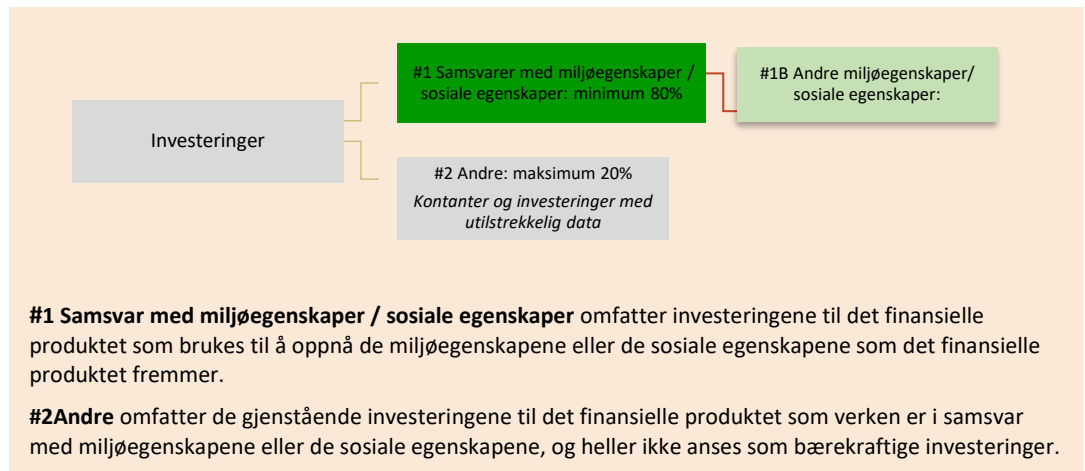 #1 Samsvarer med miljøegenskaper /
sosiale egenskaper: minimum 80%
#1B Andre miljøegenskaper/
sosiale egenskaper:
Investeringer
#2 Andre: maksimum 20%
Kontanter og investeringer med
utilstrekkelig data
#1 Samsvar med miljøegenskaper / sosiale egenskaper omfatter investeringene til det finansielle
produktet som brukes til å oppnå de miljøegenskapene eller de sosiale egenskapene som det finansielle
produktet fremmer.
#2Andre omfatter de gjenstående investeringene til det finansielle produktet som verken er i samsvar
med miljøegenskapene eller de sosiale egenskapene, og heller ikke anses som bærekraftige investeringer.